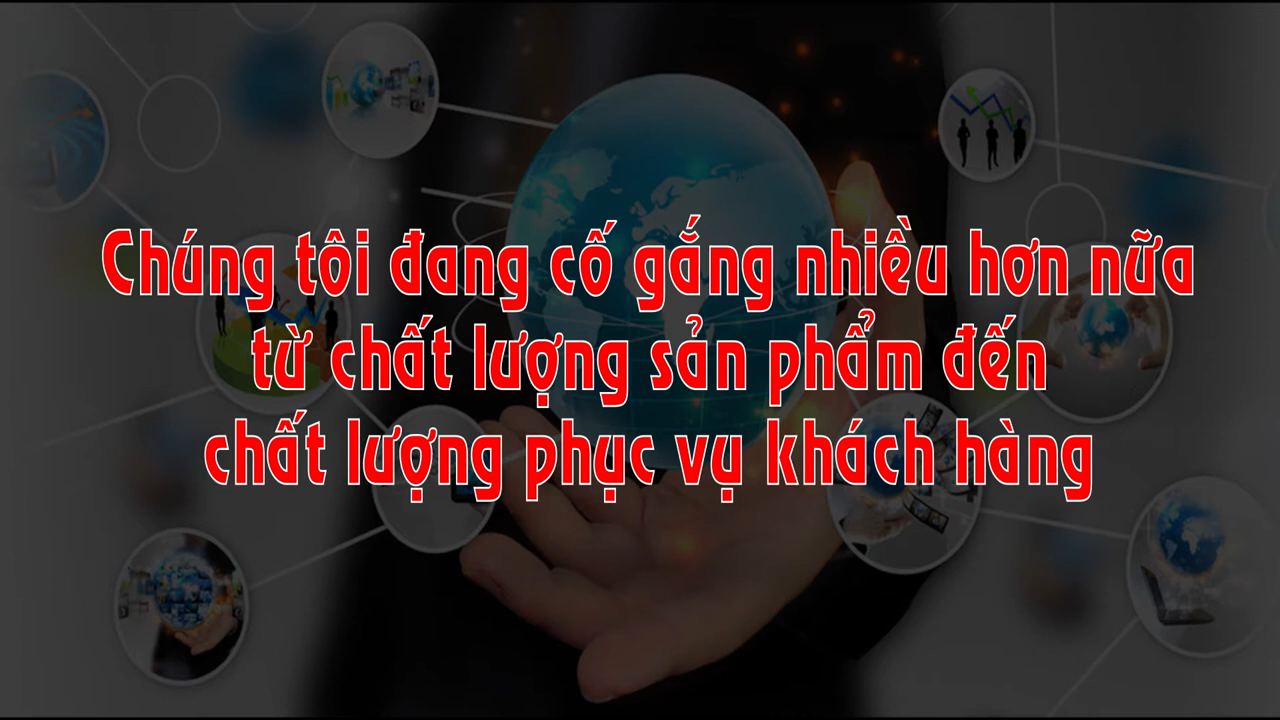 Chúng tôi đang cố gắng nhiều hơn nữa
từ chất lượng sản phẩm đến
chất lượng phục vụ khách hàng